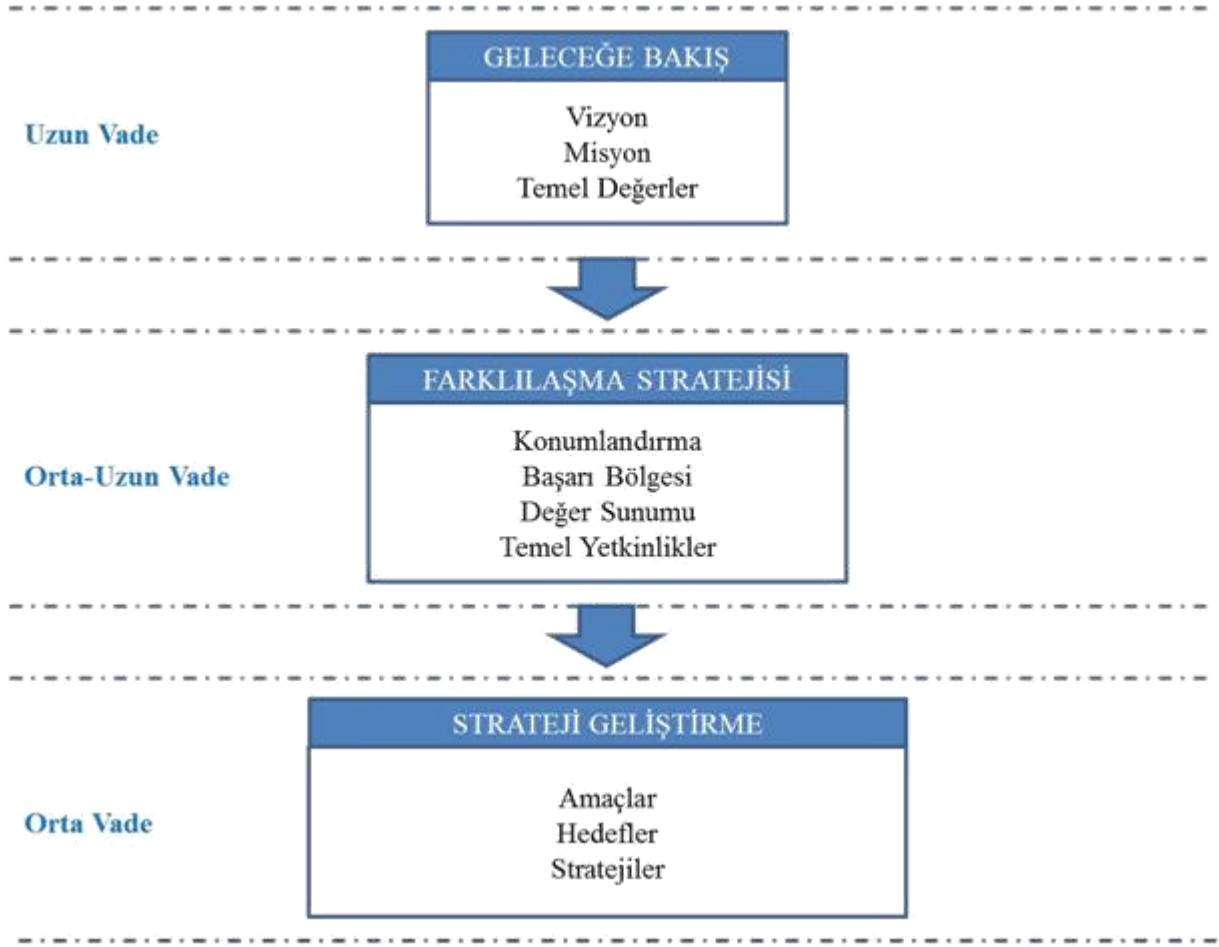 GELECEĞE BAKIŞ
Uzun Vade
Vizyon
Misyon
Temel Değerler
FARKLILAŞMA STRATEJİSİ
Orta-Uzun Vade
Konumlandırma
Başarı Bölgesi
Değer Sunumu
Temel Yetkinlikler
STRATEJİ GELİŞTİRME
Orta Vade
Amaçlar
Hedefler
Stratejiler